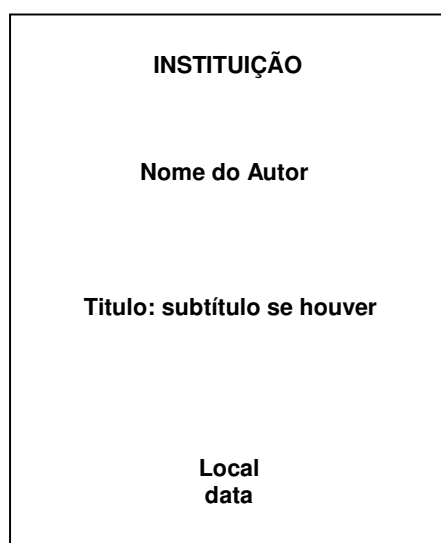 INSTITUIÇÃO
Nome do Autor
Titulo: subtítulo se houver
Local
data